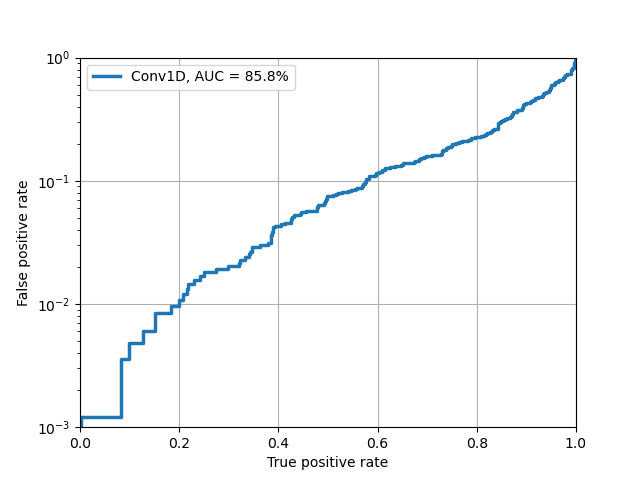 Conv1D, AUC = 85.8%
False positive rate
10⁰
10⁻¹
10⁻²
10⁻³
0.0 0.2 0.4 0.6 0.8 1.0
True positive rate